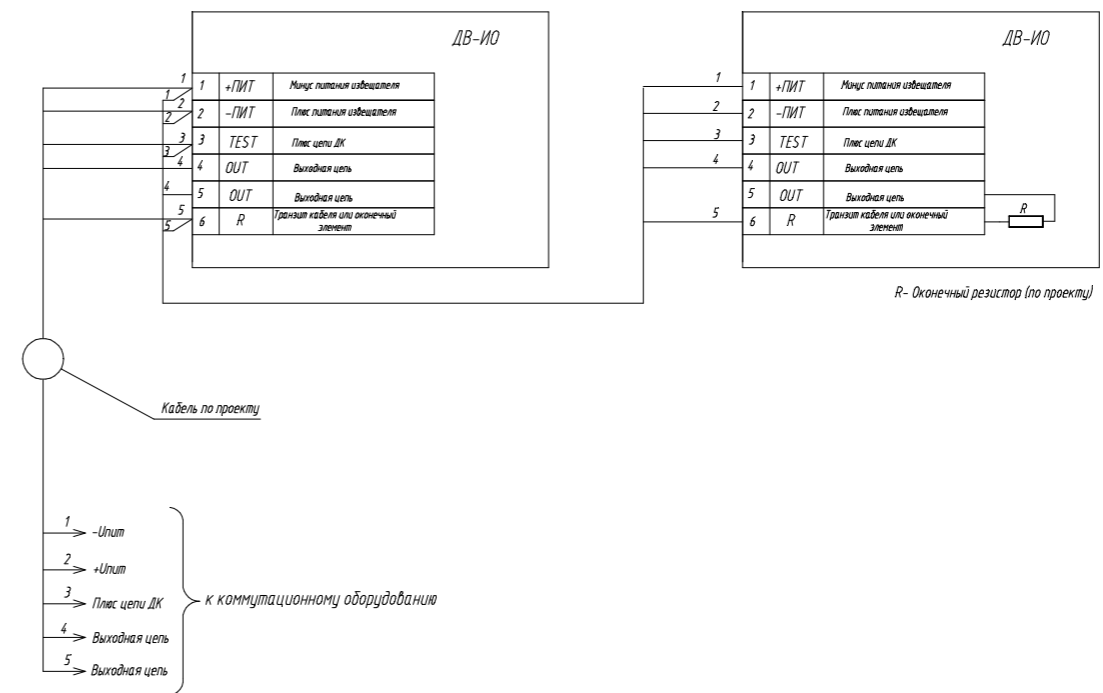 ДВ-ИО
1
1 +ПИТ Минус питания извещателя
1
2
2 -ПИТ Плюс питания извещателя
2
3
3 TEST Плюс цепи ДК
3
4
4 OUT Выходная цепь
4
5 OUT Выходная цепь
5
6 R Транзит кабеля или оконечный
элемент
5
ДВ-ИО
1 1 +ПИТ Минус питания извещателя
2 2 -ПИТ Плюс питания извещателя
3 3 TEST Плюс цепи ДК
4 4 OUT Выходная цепь
5 OUT Выходная цепь
5 6 R Транзит кабеля или оконечный
элемент
R
R- Оконечный резистор (по проекту)
Кабель по проекту
1 -Uпит
2 +Uпит
3 Плюс цепи ДК
4 Выходная цепь
5 Выходная цепь
к коммутационному оборудованию